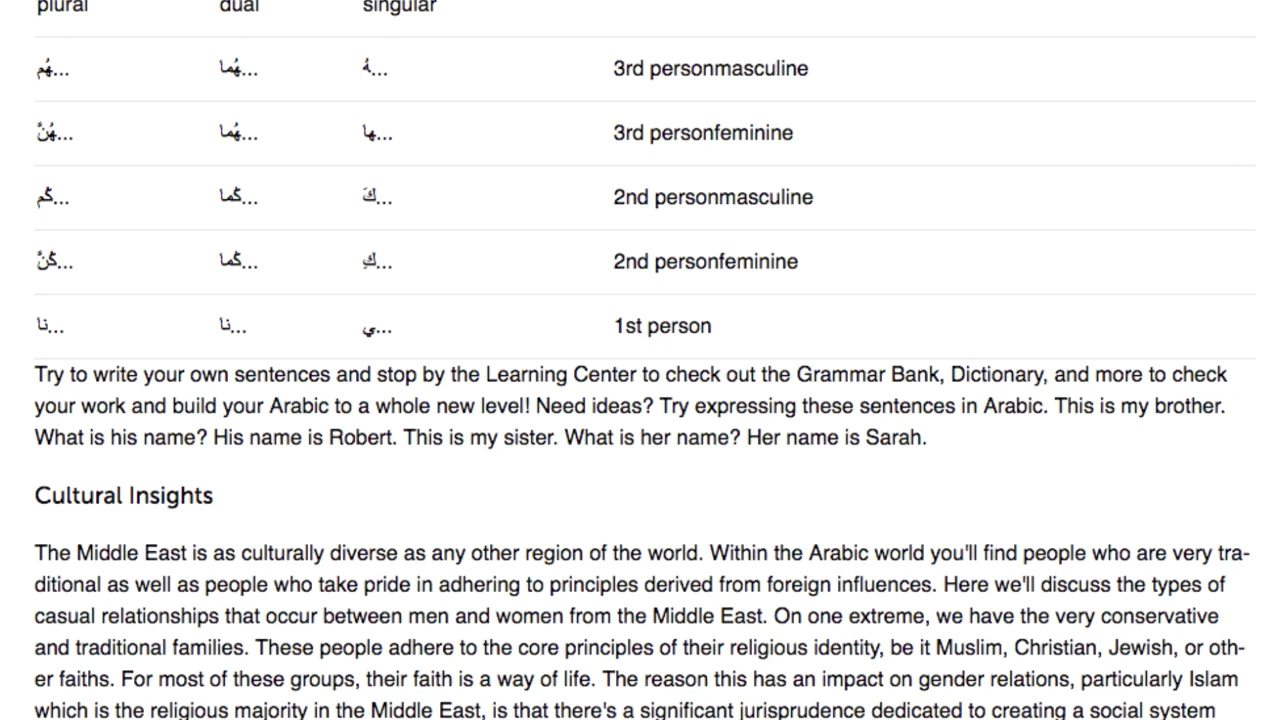 plural dual singular
...هُم ...هُما ...هُ 3rd personmasculine
...هُنَّ ...هُما ...ها 3rd personfeminine
...كُم ...كُما ...كَ 2nd personmasculine
...كُنَّ ...كُما ...كِ 2nd personfeminine
...نا ...نا ...ي 1st person
Try to write your own sentences and stop by the Learning Center to check out the Grammar Bank, Dictionary, and more to check
your work and build your Arabic to a whole new level! Need ideas? Try expressing these sentences in Arabic. This is my brother.
What is his name? His name is Robert. This is my sister. What is her name? Her name is Sarah.
Cultural Insights
The Middle East is as culturally diverse as any other region of the world. Within the Arabic world you'll find people who are very tra-
ditional as well as people who take pride in adhering to principles derived from foreign influences. Here we'll discuss the types of
casual relationships that occur between men and women from the Middle East. On one extreme, we have the very conservative
and traditional families. These people adhere to the core principles of their religious identity, be it Muslim, Christian, Jewish, or oth-
er faiths. For most of these groups, their faith is a way of life. The reason this has an impact on gender relations, particularly Islam
which is the religious majority in the Middle East, is that there's a significant jurisprudence dedicated to creating a social system